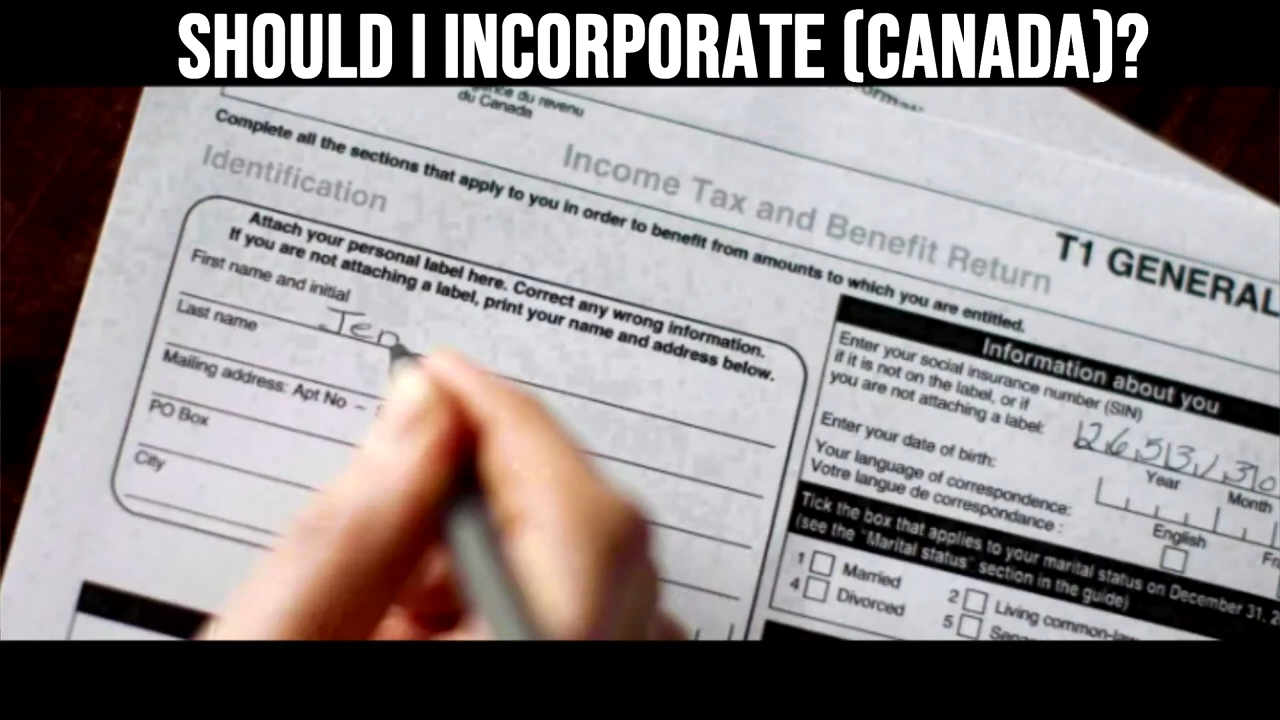 SHOULD I INCORPORATE (CANADA)?
du revenu
du Canada
Income Tax and Benefit Return
T1 GENERAL
Complete all the sections that apply to you in order to benefit from amounts to which you are entitled.
Identification
Attach your personal label here. Correct any wrong information.
If you are not attaching a label, print your name and address below.
First name and initial
Jen
Last name
Mailing address: Apt No –
PO Box
City
Information about you
Enter your social insurance number (SIN)
if it is not on the label, or if
you are not attaching a label:
Year Month
Enter your date of birth:
Your language of correspondence: English
Votre langue de correspondance :
Tick the box that applies to your marital status on December 31,
(see the "Marital status" section in the guide)
1 Married 2 Living
4 Divorced 5